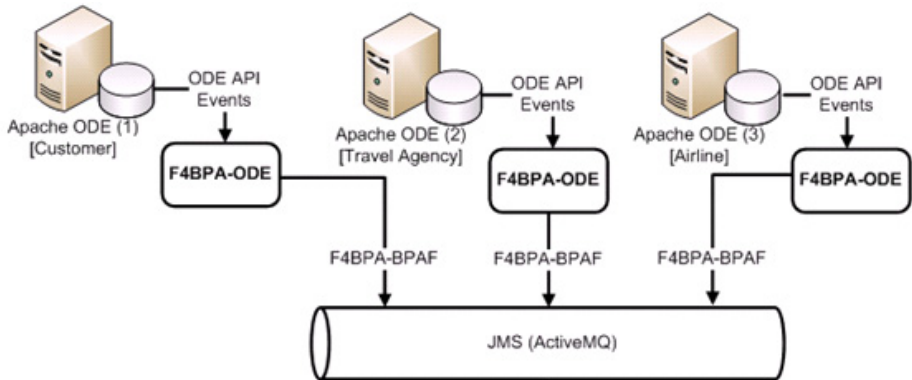 ODE API
Events
Apache ODE (1)
[Customer]
F4BPA-ODE
ODE API
Events
Apache ODE (2)
[Travel Agency]
F4BPA-ODE
ODE API
Events
Apache ODE (3)
[Airline]
F4BPA-ODE
F4BPA-BPAF
F4BPA-BPAF
F4BPA-BPAF
JMS (ActiveMQ)